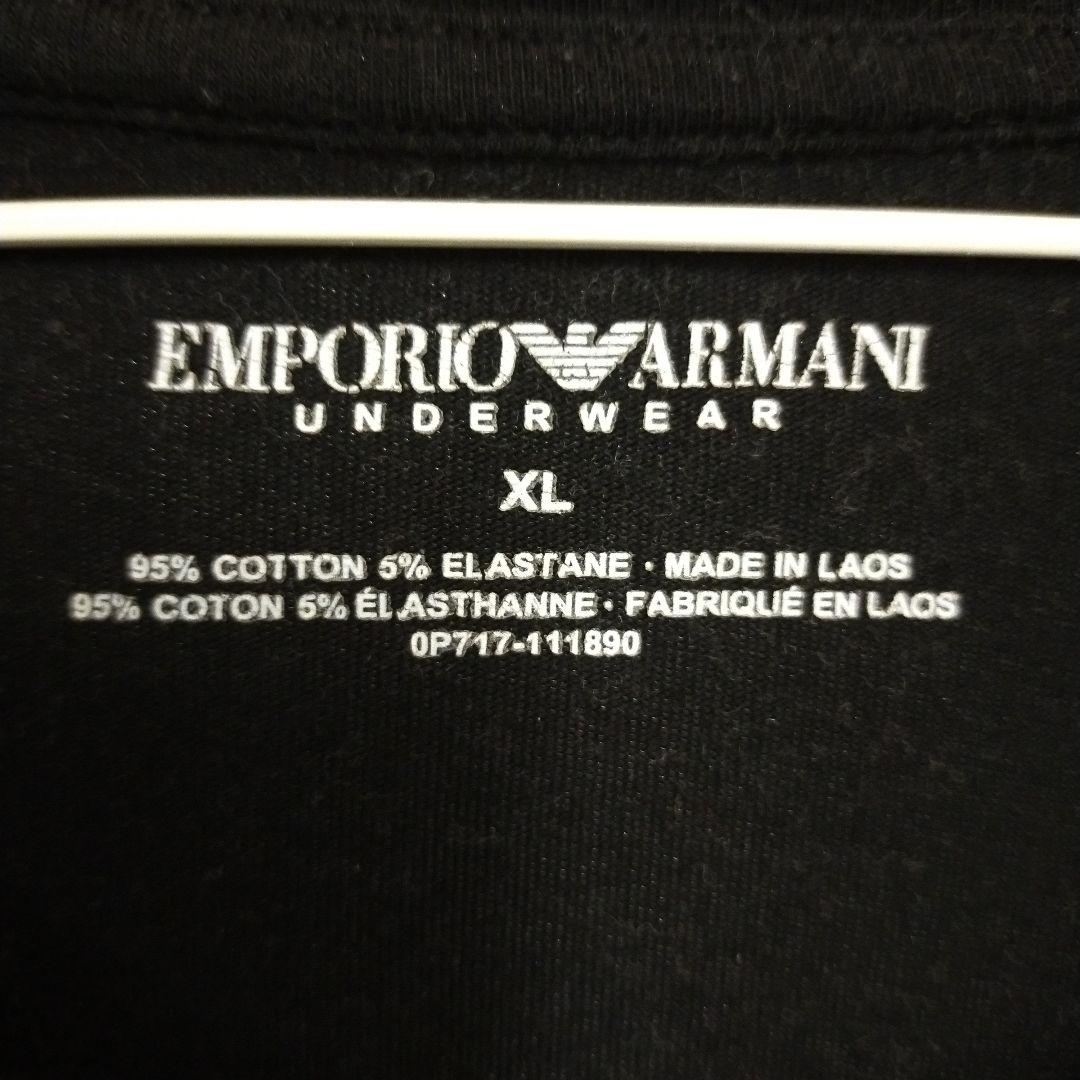 EMPORIO ARMANI
UNDERWEAR
XL
95% COTTON 5% ELASTANE · MADE IN LAOS
95% COTON 5% ÉLASTHANNE · FABRIQUÉ EN LAOS
0P717-111890